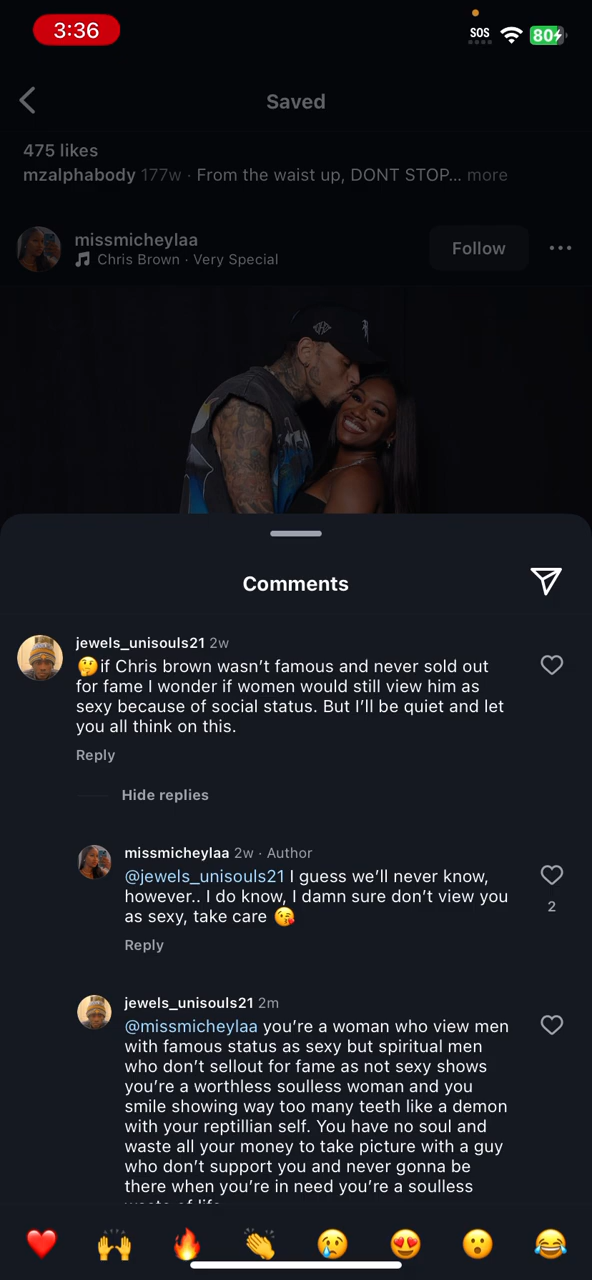 3:36
SOS
80
Saved
475 likes
mzalphabody 177w · From the waist up, DONT STOP... more
missmicheylaa
Chris Brown · Very Special
Follow
Comments
jewels_unisouls21 2w
🤔if Chris brown wasn’t famous and never sold out
for fame I wonder if women would still view him as
sexy because of social status. But I’ll be quiet and let
you all think on this.
Reply
Hide replies
missmicheylaa 2w · Author
@jewels_unisouls21 I guess we’ll never know,
however.. I do know, I damn sure don’t view you
as sexy, take care 😘
2
Reply
jewels_unisouls21 2m
@missmicheylaa you’re a woman who view men
with famous status as sexy but spiritual men
who don’t sellout for fame as not sexy shows
you’re a worthless soulless woman and you
smile showing way too many teeth like a demon
with your reptillian self. You have no soul and
waste all your money to take picture with a guy
who don’t support you and never gonna be
there when you’re in need you’re a soulless